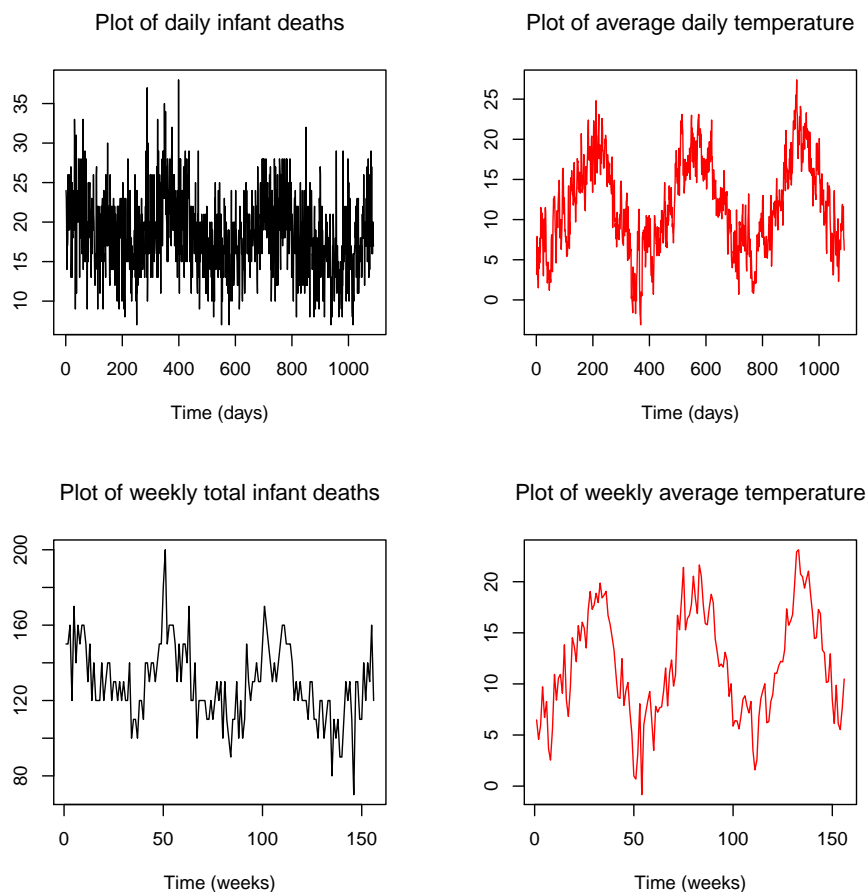 Plot of daily infant deaths
35
30
25
20
15
10
0 200 400 600 800 1000
Time (days)
Plot of average daily temperature
25
20
15
10
5
0
0 200 400 600 800 1000
Time (days)
Plot of weekly total infant deaths
200
160
120
80
0 50 100 150
Time (weeks)
Plot of weekly average temperature
20
15
10
5
0
0 50 100 150
Time (weeks)